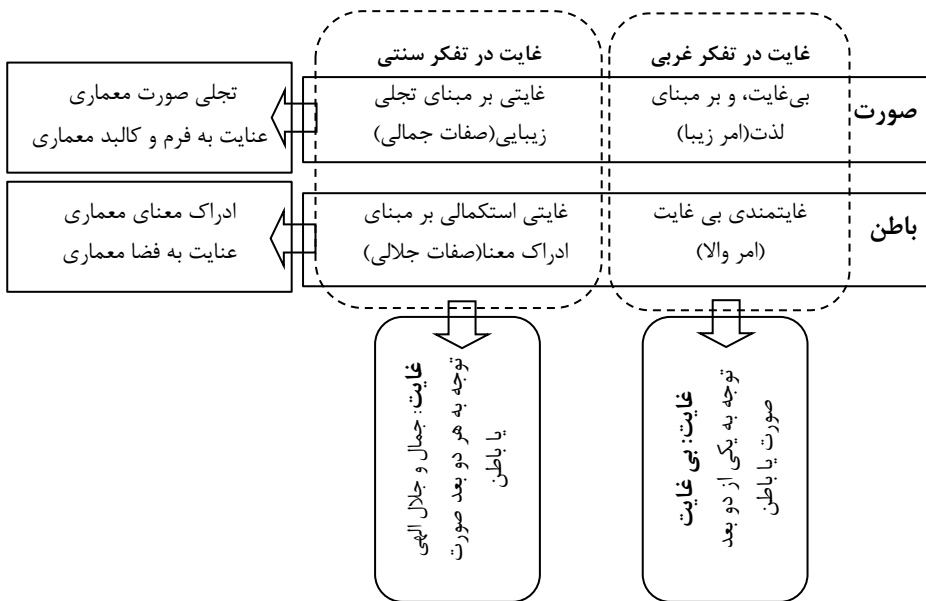 غایت در تفکر غربی
غایت در تفکر سنتی
صورت
بی‌غایت، و بر مبنای
لذت(امر زیبا)
غایتی بر مبنای تجلی
زیبایی(صفات جمالی)
تجلی صورت معماری
عنایت به فرم و کالبد معماری
باطن
غایتمندی بی غایت
(امر والا)
غایتی استکمالی بر مبنای
ادراک معنا(صفات جلالی)
ادراک معنای معماری
عنایت به فضا معماری
غایت: بی غایت
توجه به یکی از دو بعد
صورت یا باطن
غایت: جمال و جلال الهی
توجه به هر دو بعد صورت
یا باطن